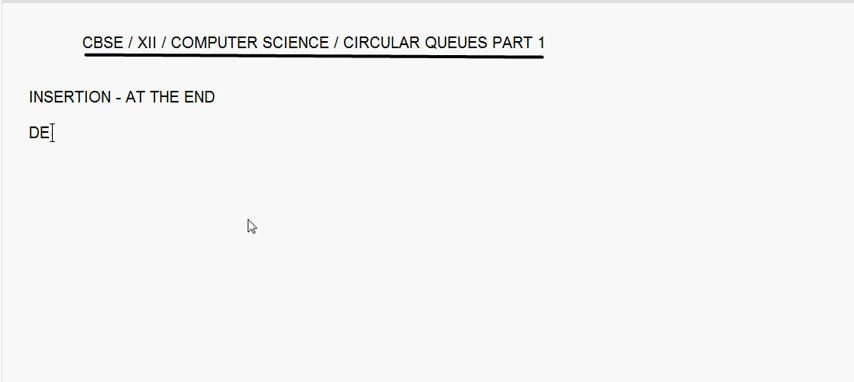 CBSE / XII / COMPUTER SCIENCE / CIRCULAR QUEUES PART 1
INSERTION - AT THE END
DE